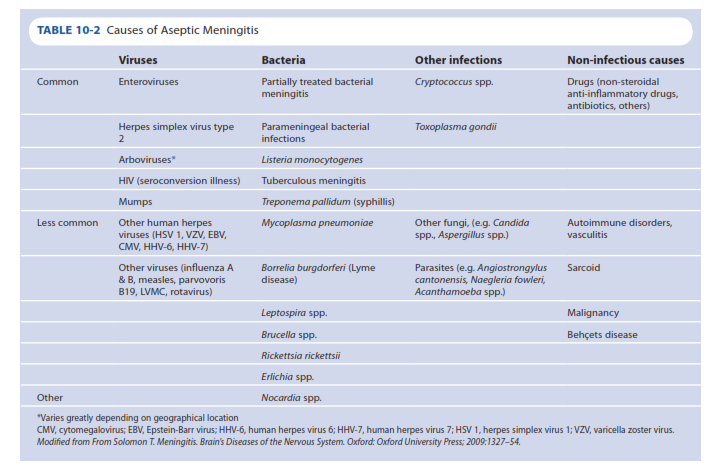 TABLE 10-2 Causes of Aseptic Meningitis
Viruses Bacteria Other infections Non-infectious causes
Common Enteroviruses Partially treated bacterial meningitis Cryptococcus spp. Drugs (non-steroidal anti-inflammatory drugs, antibiotics, others)
Herpes simplex virus type 2 Parameningeal bacterial infections Toxoplasma gondii
Arboviruses* Listeria monocytogenes
HIV (seroconversion illness) Tuberculous meningitis
Mumps Treponema pallidum (syphillis)
Less common Other human herpes viruses (HSV 1, VZV, EBV, CMV, HHV-6, HHV-7) Mycoplasma pneumoniae Other fungi, (e.g. Candida spp., Aspergillus spp.) Autoimmune disorders, vasculitis
Other viruses (influenza A & B, measles, parvovoris B19, LVMC, rotavirus) Borrelia burgdorferi (Lyme disease) Parasites (e.g. Angiostrongylus cantonensis, Naegleria fowleri, Acanthamoeba spp.) Sarcoid
Leptospira spp. Malignancy
Brucella spp. Behçets disease
Rickettsia rickettsii
Erlichia spp.
Other Nocardia spp.
*Varies greatly depending on geographical location
CMV, cytomegalovirus; EBV, Epstein-Barr virus; HHV-6, human herpes virus 6; HHV-7, human herpes virus 7; HSV 1, herpes simplex virus 1; VZV, varicella zoster virus.
Modified from From Solomon T. Meningitis. Brain's Diseases of the Nervous System. Oxford: Oxford University Press; 2009:1327–54.